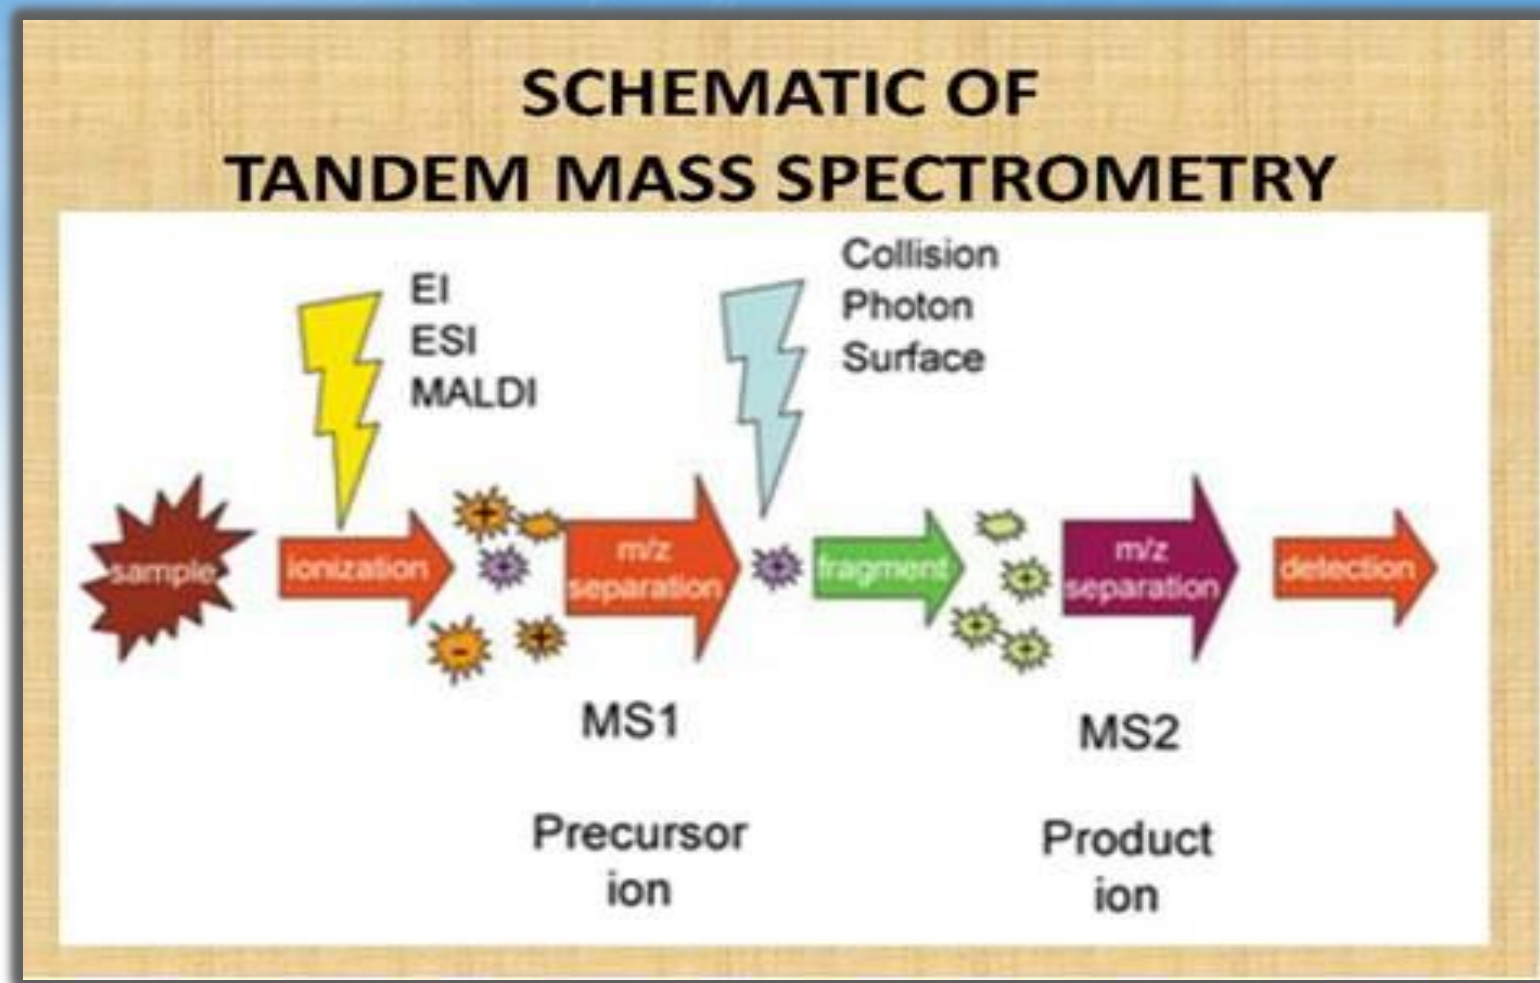 SCHEMATIC OF
TANDEM MASS SPECTROMETRY
EI
ESI
MALDI
Collision
Photon
Surface
sample
ionization
m/z
separation
fragment
m/z
separation
detection
MS1
MS2
Precursor
ion
Product
ion